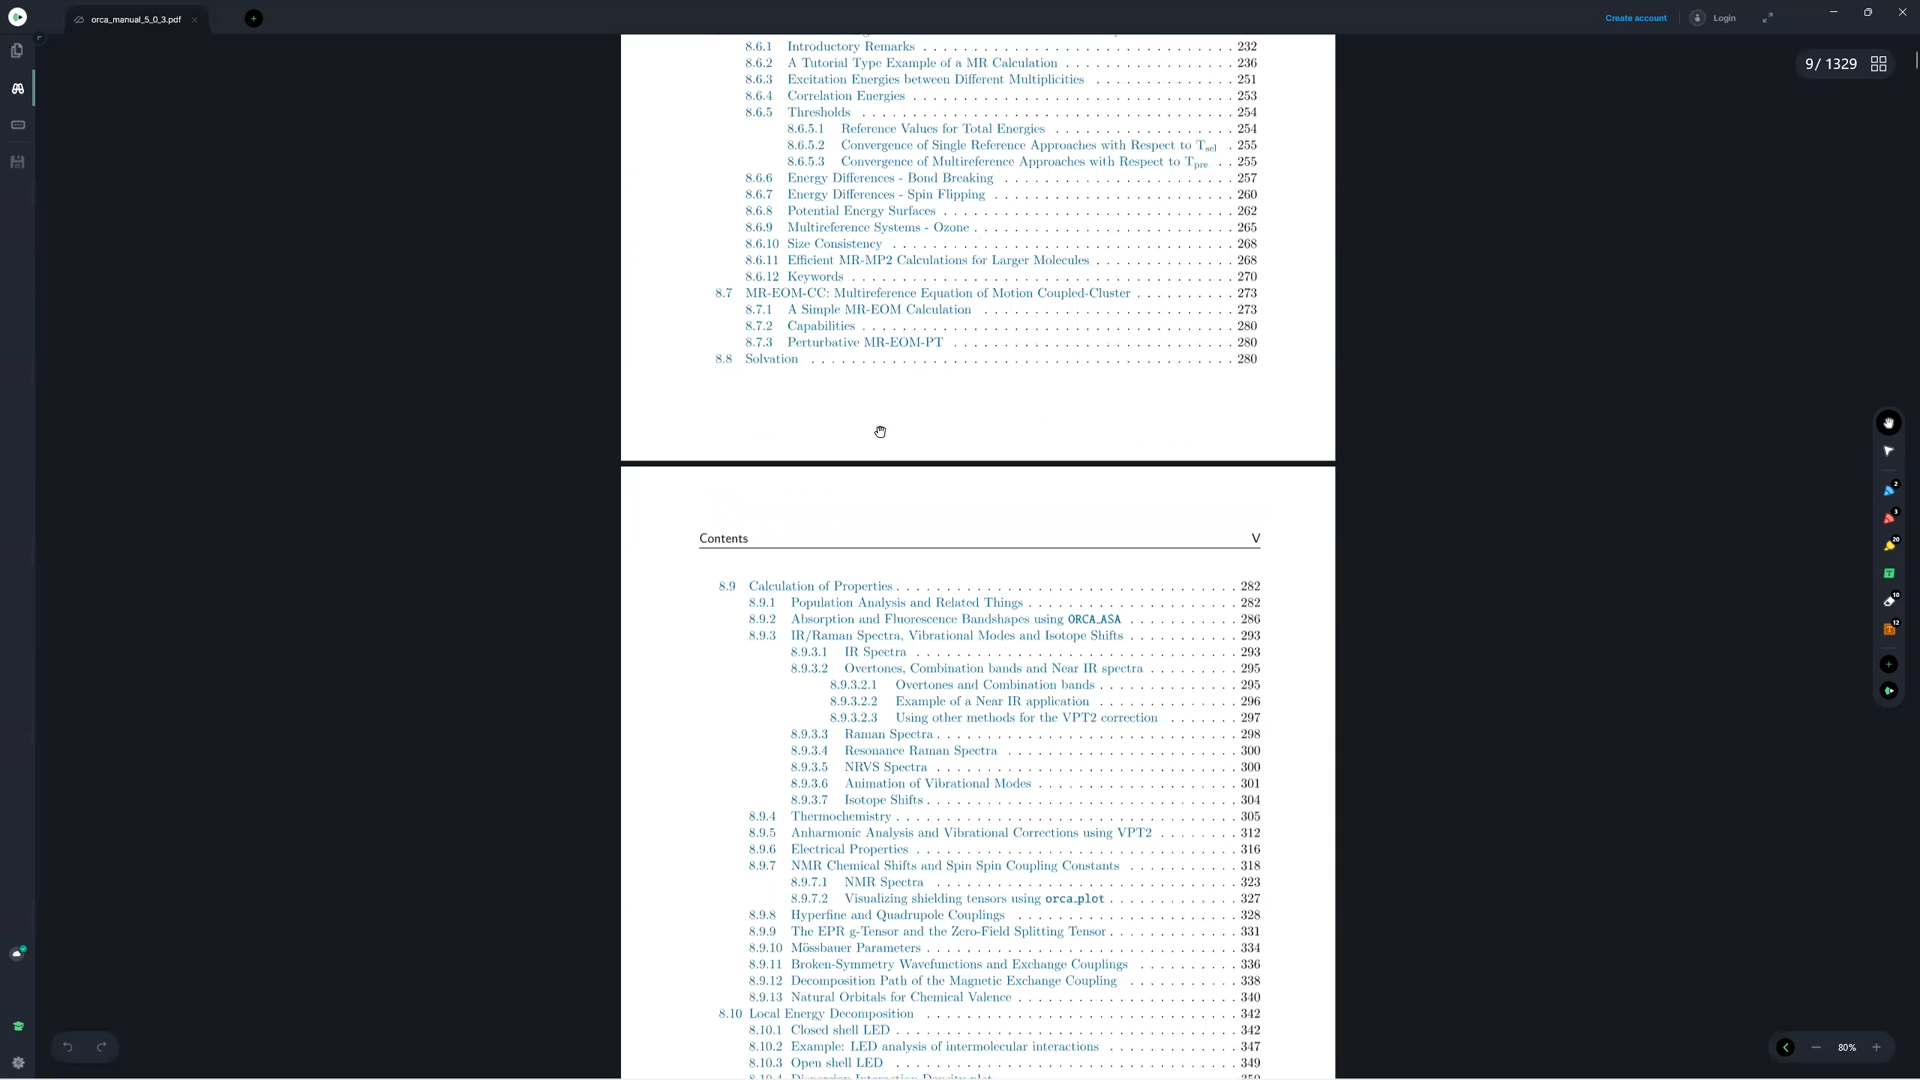 orca_manual_5_0_3.pdf
Create account
Login
9/ 1329
8.6.1 Introductory Remarks . . . . . . . . . . 232
8.6.2 A Tutorial Type Example of a MR Calculation . . . . . . . . . . 236
8.6.3 Excitation Energies between Different Multiplicities . . . . . . . . . . 251
8.6.4 Correlation Energies . . . . . . . . . . 253
8.6.5 Thresholds . . . . . . . . . . 254
8.6.5.1 Reference Values for Total Energies . . . . . . . . . . 254
8.6.5.2 Convergence of Single Reference Approaches with Respect to Tsel . 255
8.6.5.3 Convergence of Multireference Approaches with Respect to Tpre . . 255
8.6.6 Energy Differences - Bond Breaking . . . . . . . . . . 257
8.6.7 Energy Differences - Spin Flipping . . . . . . . . . . 260
8.6.8 Potential Energy Surfaces . . . . . . . . . . 262
8.6.9 Multireference Systems - Ozone . . . . . . . . . . 265
8.6.10 Size Consistency . . . . . . . . . . 268
8.6.11 Efficient MR-MP2 Calculations for Larger Molecules . . . . . . . . . . 268
8.6.12 Keywords . . . . . . . . . . 270
8.7 MR-EOM-CC: Multireference Equation of Motion Coupled-Cluster . . . . . . . . . . 273
8.7.1 A Simple MR-EOM Calculation . . . . . . . . . . 273
8.7.2 Capabilities . . . . . . . . . . 280
8.7.3 Perturbative MR-EOM-PT . . . . . . . . . . 280
8.8 Solvation . . . . . . . . . . 280
Contents V
8.9 Calculation of Properties . . . . . . . . . . 282
8.9.1 Population Analysis and Related Things . . . . . . . . . . 282
8.9.2 Absorption and Fluorescence Bandshapes using ORCA_ASA . . . . . . . . . . 286
8.9.3 IR/Raman Spectra, Vibrational Modes and Isotope Shifts . . . . . . . . . . 293
8.9.3.1 IR Spectra . . . . . . . . . . 293
8.9.3.2 Overtones, Combination bands and Near IR spectra . . . . . . . . . . 295
8.9.3.2.1 Overtones and Combination bands . . . . . . . . . . 295
8.9.3.2.2 Example of a Near IR application . . . . . . . . . . 296
8.9.3.2.3 Using other methods for the VPT2 correction . . . . . . . 297
8.9.3.3 Raman Spectra . . . . . . . . . . 298
8.9.3.4 Resonance Raman Spectra . . . . . . . . . . 300
8.9.3.5 NRVS Spectra . . . . . . . . . . 300
8.9.3.6 Animation of Vibrational Modes . . . . . . . . . . 301
8.9.3.7 Isotope Shifts . . . . . . . . . . 304
8.9.4 Thermochemistry . . . . . . . . . . 305
8.9.5 Anharmonic Analysis and Vibrational Corrections using VPT2 . . . . . . . . 312
8.9.6 Electrical Properties . . . . . . . . . . 316
8.9.7 NMR Chemical Shifts and Spin Spin Coupling Constants . . . . . . . . . . 318
8.9.7.1 NMR Spectra . . . . . . . . . . 323
8.9.7.2 Visualizing shielding tensors using orca_plot . . . . . . . . . . 327
8.9.8 Hyperfine and Quadrupole Couplings . . . . . . . . . . 328
8.9.9 The EPR g-Tensor and the Zero-Field Splitting Tensor . . . . . . . . . . 331
8.9.10 Mössbauer Parameters . . . . . . . . . . 334
8.9.11 Broken-Symmetry Wavefunctions and Exchange Couplings . . . . . . . . . . 336
8.9.12 Decomposition Path of the Magnetic Exchange Coupling . . . . . . . . . . 338
8.9.13 Natural Orbitals for Chemical Valence . . . . . . . . . . 340
8.10 Local Energy Decomposition . . . . . . . . . . 342
8.10.1 Closed shell LED . . . . . . . . . . 342
8.10.2 Example: LED analysis of intermolecular interactions . . . . . . . . . . 347
8.10.3 Open shell LED . . . . . . . . . . 349
2
3
20
10
12
80%